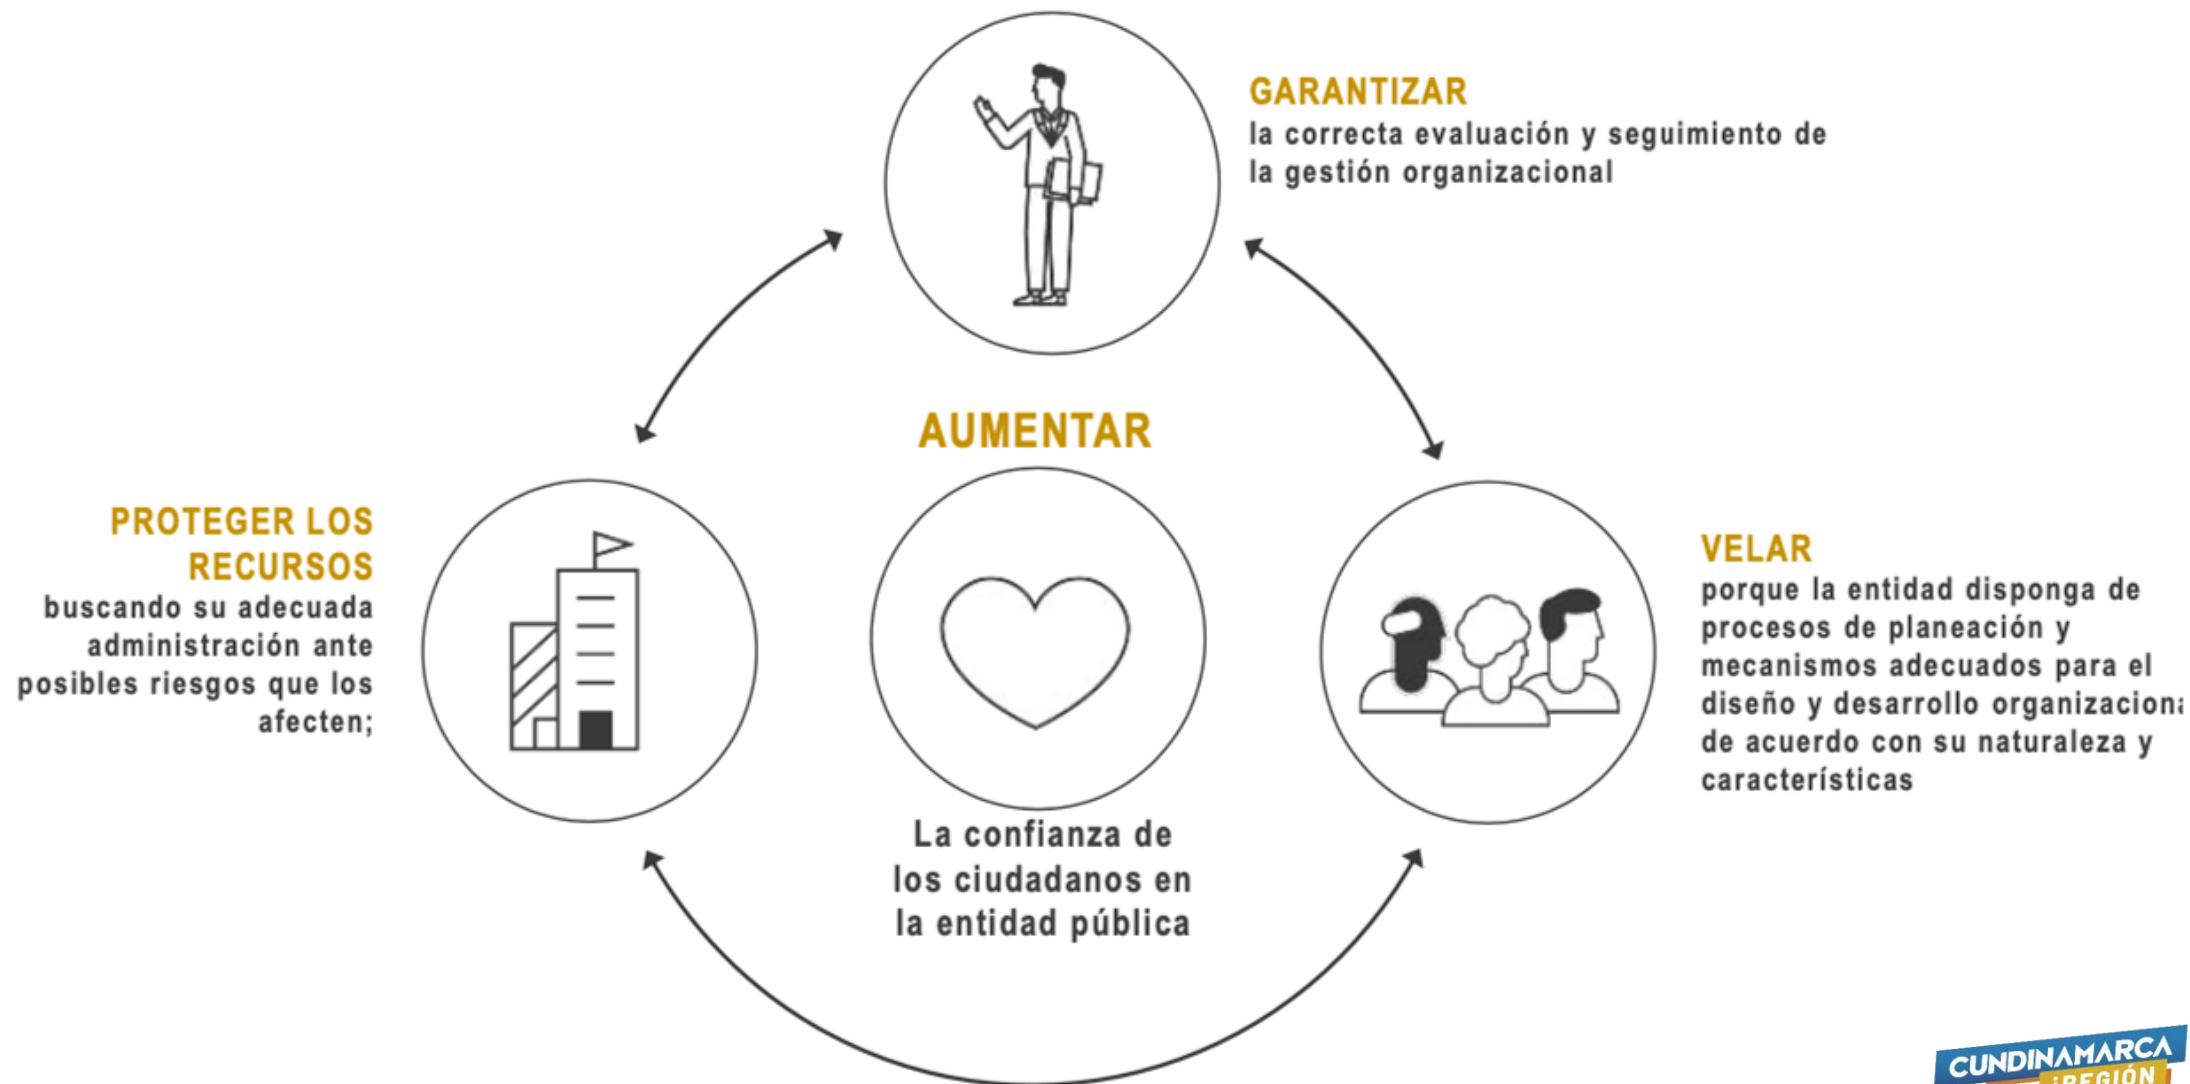 GARANTIZAR
la correcta evaluación y seguimiento de
la gestión organizacional
AUMENTAR
La confianza de
los ciudadanos en
la entidad pública
PROTEGER LOS
RECURSOS
buscando su adecuada
administración ante
posibles riesgos que los
afecten;
VELAR
porque la entidad disponga de
procesos de planeación y
mecanismos adecuados para el
diseño y desarrollo
de acuerdo con su naturaleza y
características
CUNDINAMARCA
¡REGIÓN